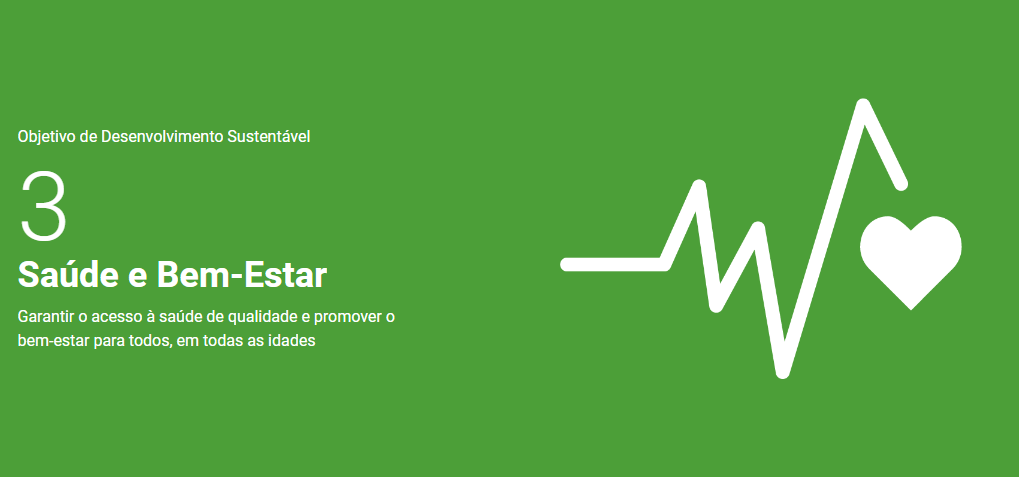 Objetivo de Desenvolvimento Sustentável
3
Saúde e Bem-Estar
Garantir o acesso à saúde de qualidade e promover o
bem-estar para todos, em todas as idades